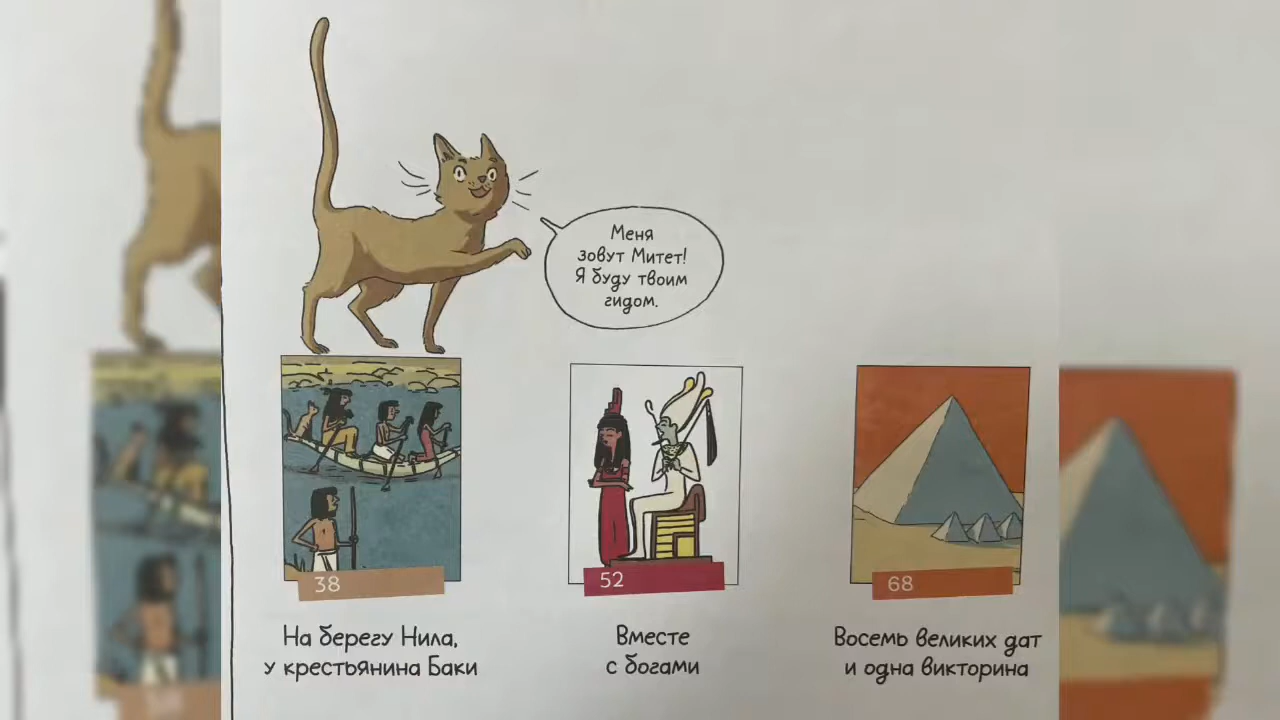 Меня
зовут Митет!
Я буду твоим
гидом.
38
На берегу Нила,
у крестьянина Баки
52
Вместе
с богами
68
Восемь великих дат
и одна викторина